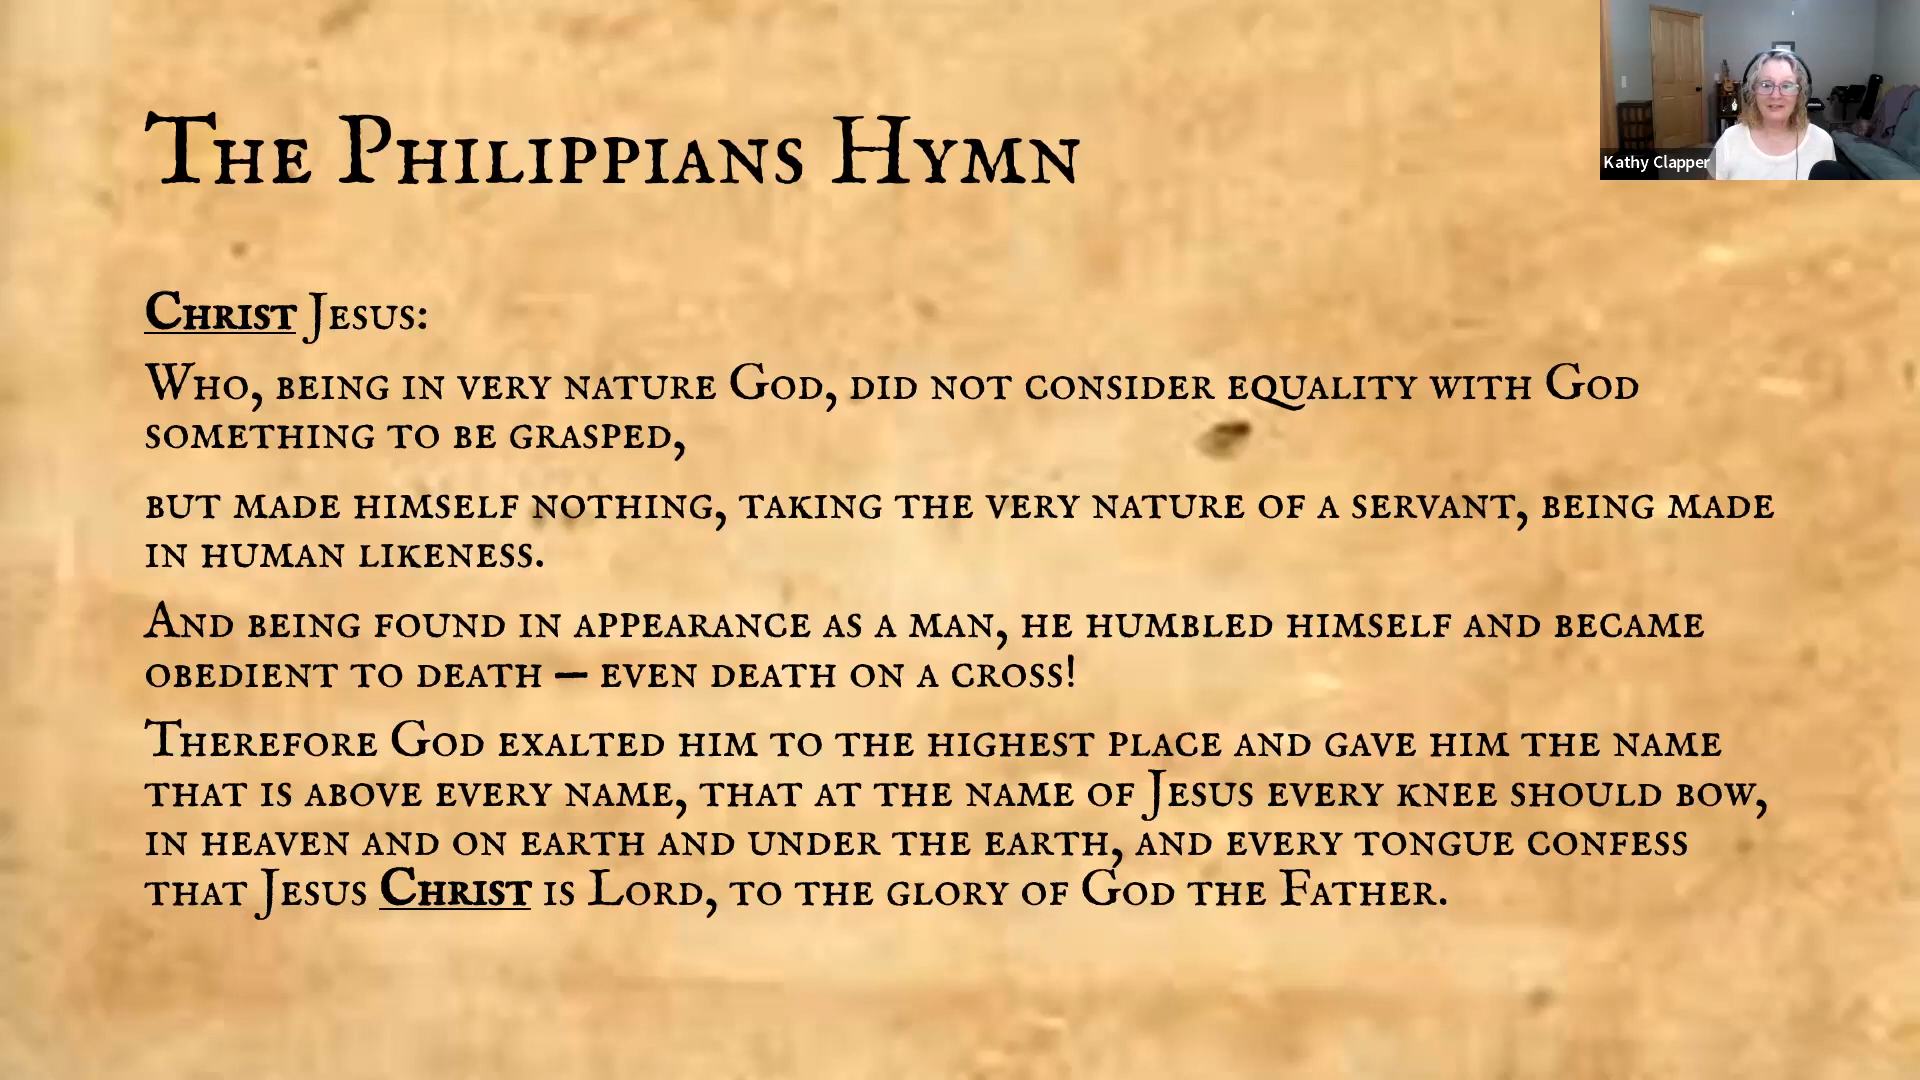 The Philippians Hymn
Kathy Clapper
Christ Jesus:
Who, being in very nature God, did not consider equality with God
something to be grasped,
but made himself nothing, taking the very nature of a servant, being made
in human likeness.
And being found in appearance as a man, he humbled himself and became
obedient to death — even death on a cross!
Therefore God exalted him to the highest place and gave him the name
that is above every name, that at the name of Jesus every knee should bow,
in heaven and on earth and under the earth, and every tongue confess
that Jesus Christ is Lord, to the glory of God the Father.